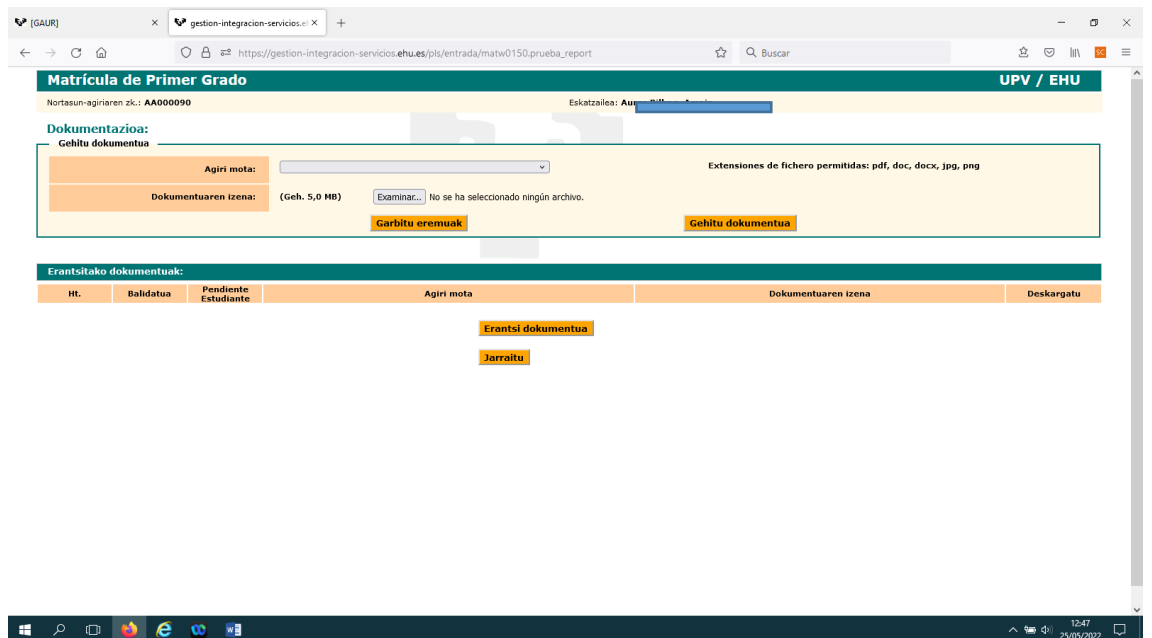 [GAUR]
gestion-integracion-servicios.el
https://gestion-integracion-servicios.ehu.es/pls/entrada/matw0150.prueba_report
Buscar
Matrícula de Primer Grado UPV / EHU
Nortasun-agiriaren zk.: AA000090 Eskatzailea:
Dokumentazioa:
Gehitu dokumentua
Agiri mota: Extensiones de fichero permitidas: pdf, doc, docx, jpg, png
Dokumentuaren izena: (Geh. 5,0 MB) Examinar... No se ha seleccionado ningún archivo.
Garbitu eremuak Gehitu dokumentua
Erantsitako dokumentuak:
Ht. Balidatua Pendiente Estudiante Agiri mota Dokumentuaren izena Deskargatu
Erantsi dokumentua
Jarraitu
12:47
25/05/2022